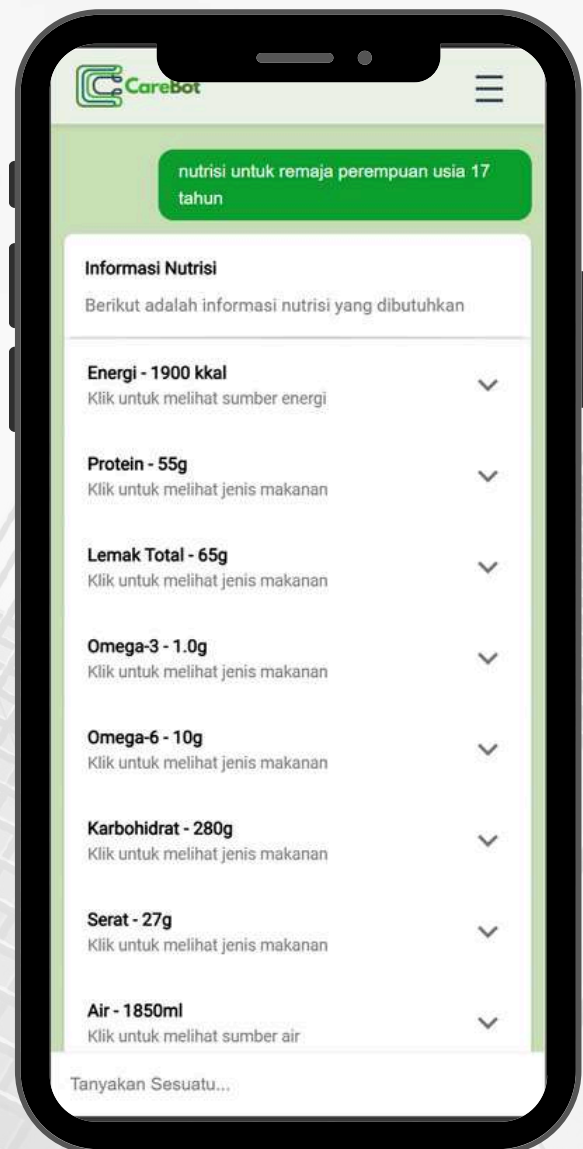 CareBot
nutrisi untuk remaja perempuan usia 17
tahun
Informasi Nutrisi
Berikut adalah informasi nutrisi yang dibutuhkan
Energi - 1900 kkal
Klik untuk melihat sumber energi
Protein - 55g
Klik untuk melihat jenis makanan
Lemak Total - 65g
Klik untuk melihat jenis makanan
Omega-3 - 1.0g
Klik untuk melihat jenis makanan
Omega-6 - 10g
Klik untuk melihat jenis makanan
Karbohidrat - 280g
Klik untuk melihat jenis makanan
Serat - 27g
Klik untuk melihat jenis makanan
Air - 1850ml
Klik untuk melihat sumber air
Tanyakan Sesuatu...